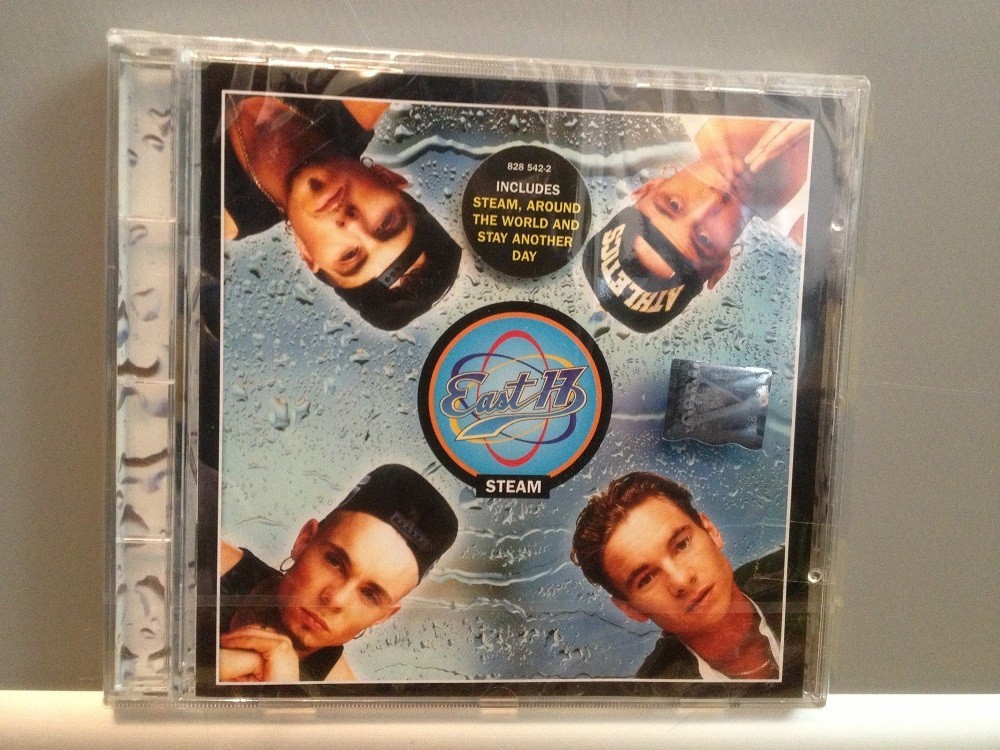 828 542-2
INCLUDES
STEAM, AROUND
THE WORLD AND
STAY ANOTHER
DAY
ATHLETICS
East 17
STEAM